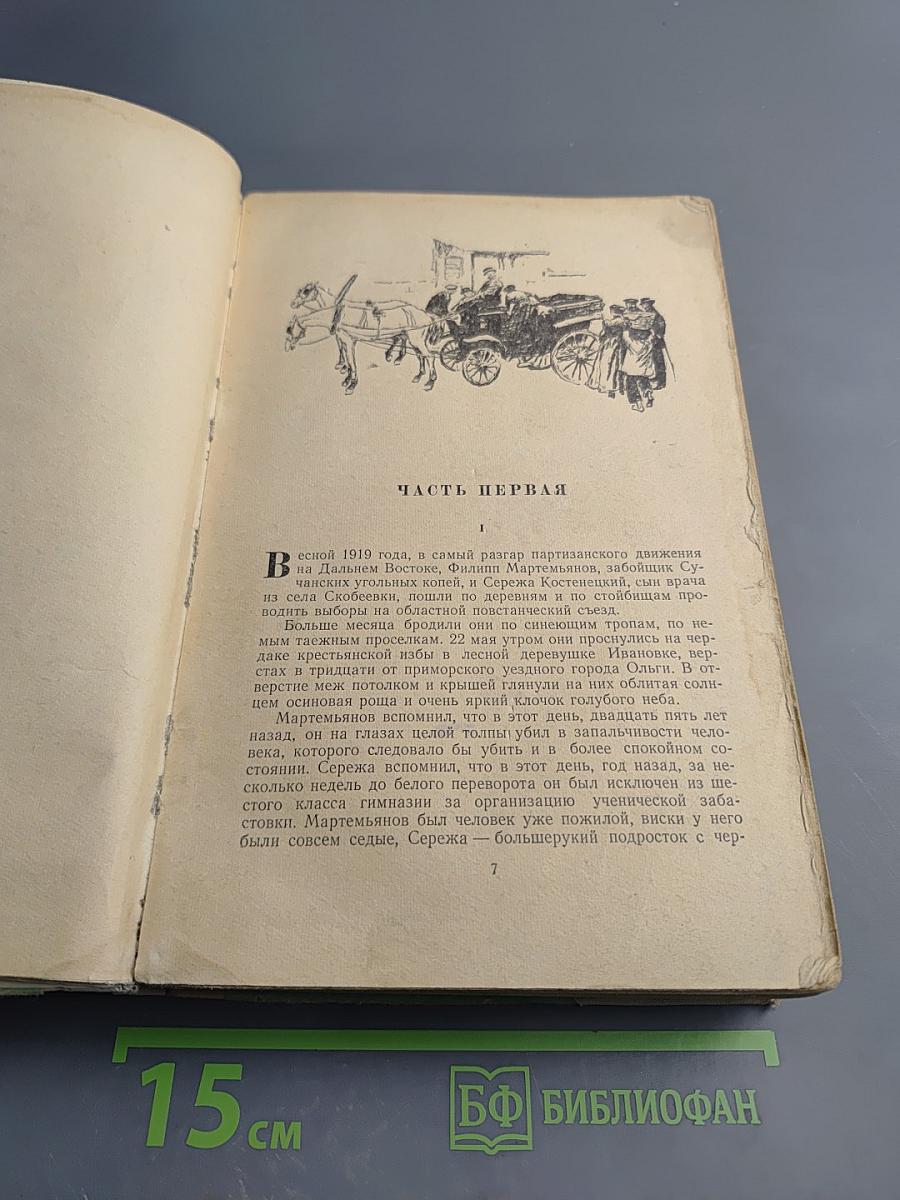 ЧАСТЬ ПЕРВАЯ
I
Весной 1919 года, в самый разгар партизанского движения
на Дальнем Востоке, Филипп Мартемьянов, забойщик Су-
чанских угольных копей, и Сережа Костенецкий, сын врача
из села Скобеевки, пошли по деревням и по стойбищам про-
водить выборы на областной повстанческий съезд.
Больше месяца бродили они по синеющим тропам, по не-
мым таежным проселкам. 22 мая утром они проснулись на чер-
даке крестьянской избы в лесной деревушке Ивановке, вер-
стах в тридцати от приморского уездного города Ольги. В от-
верстие меж потолком и крышей глянули на них облитая солн-
цем осиновая роща и очень яркий клочок голубого неба.
Мартемьянов вспомнил, что в этот день, двадцать пять лет
назад, он на глазах целой толпы убил в запальчивости чело-
века, которого следовало бы убить и в более спокойном со-
стоянии. Сережа вспомнил, что в этот день, год назад, за не-
сколько недель до белого переворота он был исключен из ше-
стого класса гимназии за организацию ученической заба-
стовки. Мартемьянов был человек уже пожилой, виски у него
были совсем седые, Сережа — большерукий подросток с чер-
7
15 см
БФ БИБЛИОФАН